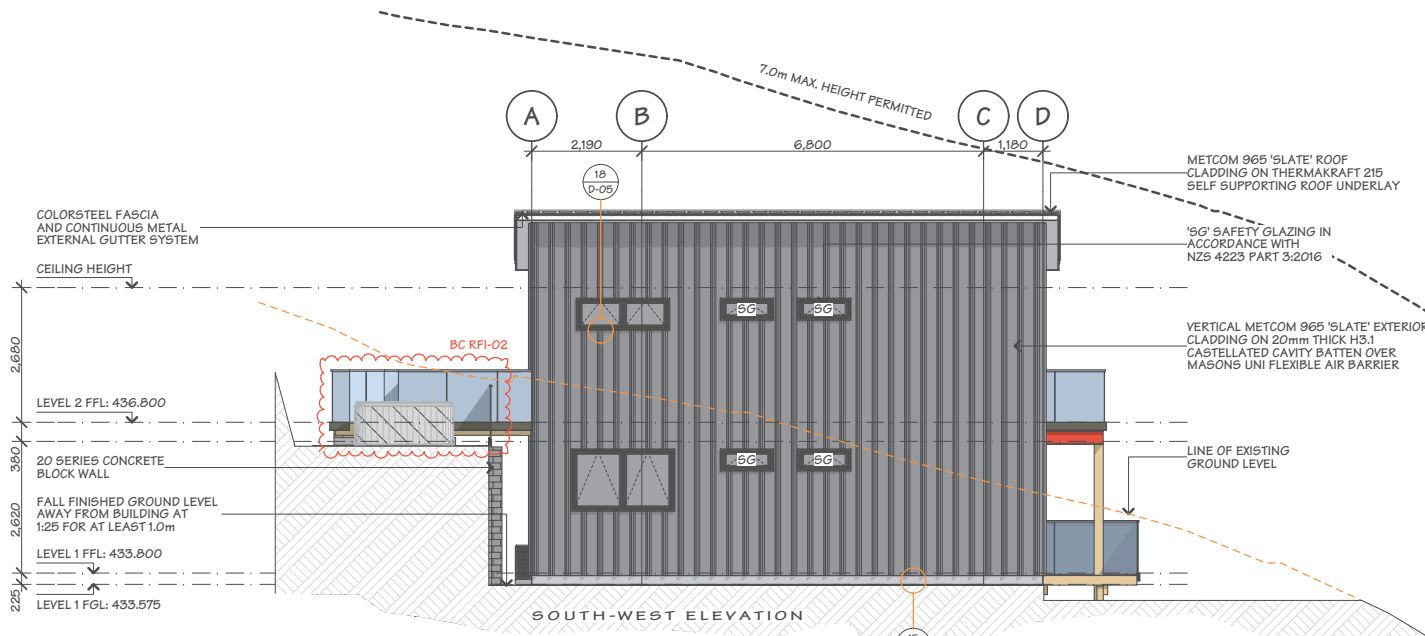 7.0m MAX. HEIGHT PERMITTED
A
B
C
D
2,190
6,800
1,180
18
D-05
METCOM 965 'SLATE' ROOF
CLADDING ON THERMAKRAFT 215
SELF SUPPORTING ROOF UNDERLAY
COLORSTEEL FASCIA
AND CONTINUOUS METAL
EXTERNAL GUTTER SYSTEM
'SG' SAFETY GLAZING IN
ACCORDANCE WITH
NZS 4223 PART 3:2016
CEILING HEIGHT
SG
SG
VERTICAL METCOM 965 'SLATE' EXTERIOR
CLADDING ON 20mm THICK H3.1
CASTELLATED CAVITY BATTEN OVER
MASONS UNI FLEXIBLE AIR BARRIER
BC RFI-02
2,680
LEVEL 2 FFL: 436.800
380
20 SERIES CONCRETE
BLOCK WALL
SG
SG
LINE OF EXISTING
GROUND LEVEL
FALL FINISHED GROUND LEVEL
AWAY FROM BUILDING AT
1:25 FOR AT LEAST 1.0m
2,620
LEVEL 1 FFL: 433.800
225
LEVEL 1 FGL: 433.575
SOUTH-WEST ELEVATION